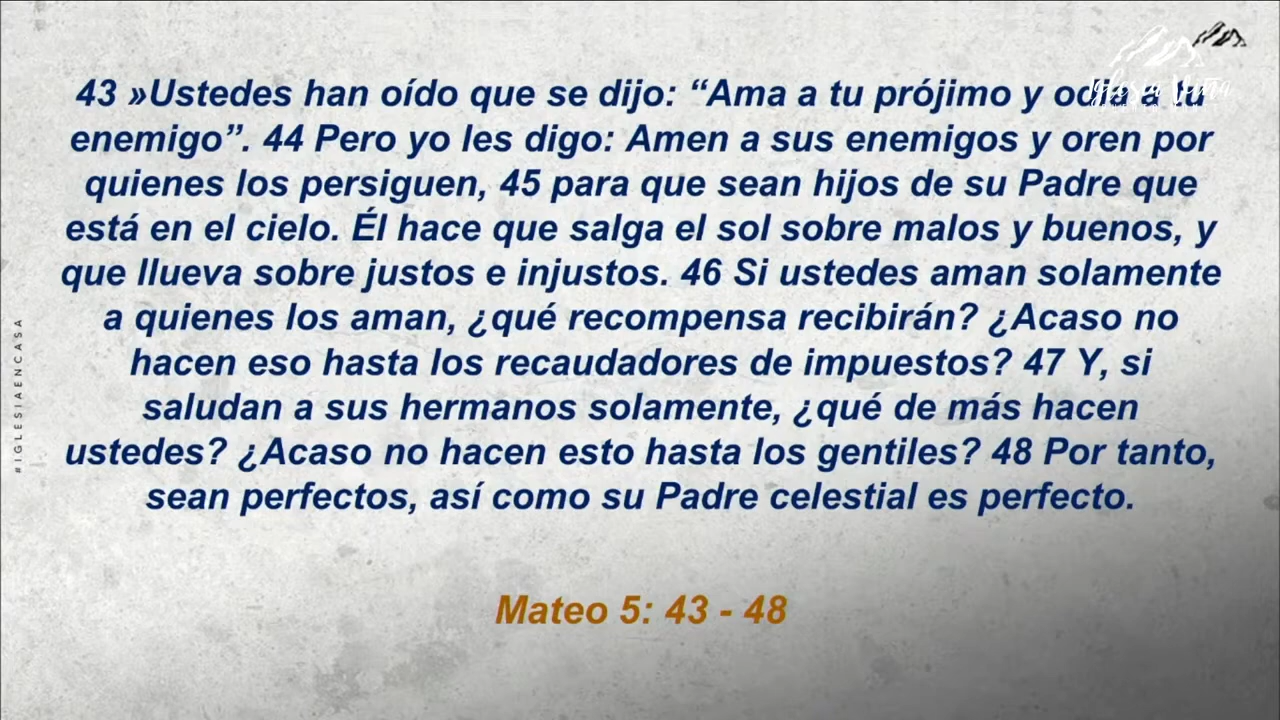 43 »Ustedes han oído que se dijo: “Ama a tu prójimo y odia a tu
enemigo”. 44 Pero yo les digo: Amen a sus enemigos y oren por
quienes los persiguen, 45 para que sean hijos de su Padre que
está en el cielo. Él hace que salga el sol sobre malos y buenos, y
que llueva sobre justos e injustos. 46 Si ustedes aman solamente
a quienes los aman, ¿qué recompensa recibirán? ¿Acaso no
hacen eso hasta los recaudadores de impuestos? 47 Y, si
saludan a sus hermanos solamente, ¿qué de más hacen
ustedes? ¿Acaso no hacen esto hasta los gentiles? 48 Por tanto,
sean perfectos, así como su Padre celestial es perfecto.
Mateo 5: 43 - 48
#IGLESIAENCASA
Iglesia Viña